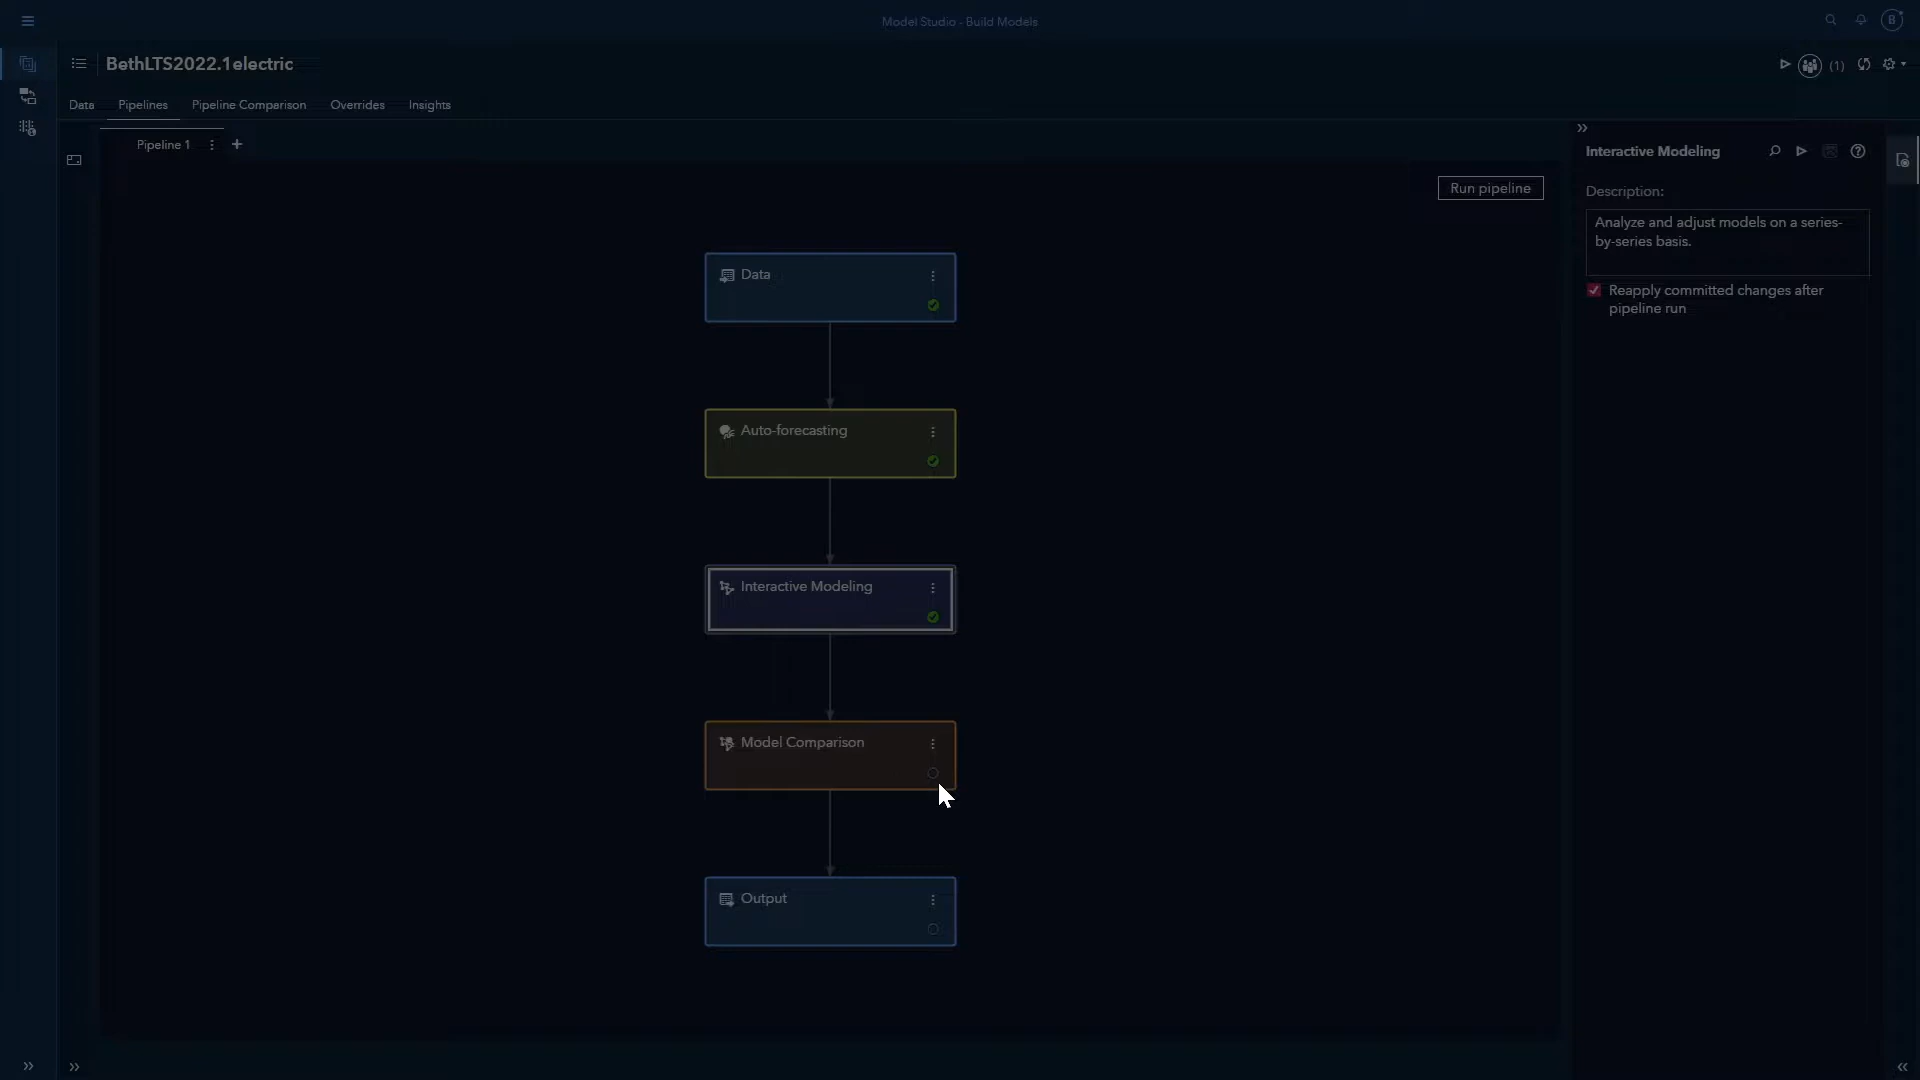 Model Studio - Build Models
B
BethLTS2022.1electric
(1)
Data
Pipelines
Pipeline Comparison
Overrides
Insights
Pipeline 1
Run pipeline
Data
Auto-forecasting
Interactive Modeling
Model Comparison
Output
Interactive Modeling
Description:
Analyze and adjust models on a series-
by-series basis.
Reapply committed changes after
pipeline run